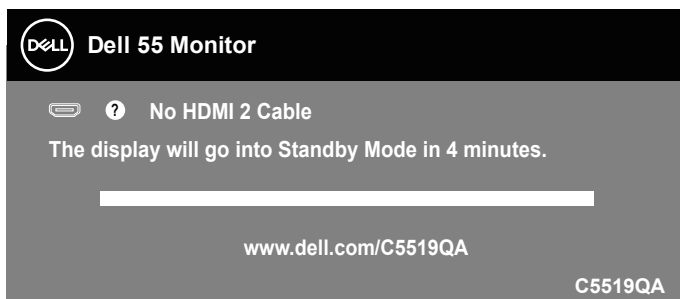 DELL Dell 55 Monitor
? No HDMI 2 Cable
The display will go into Standby Mode in 4 minutes.
www.dell.com/C5519QA
C5519QA